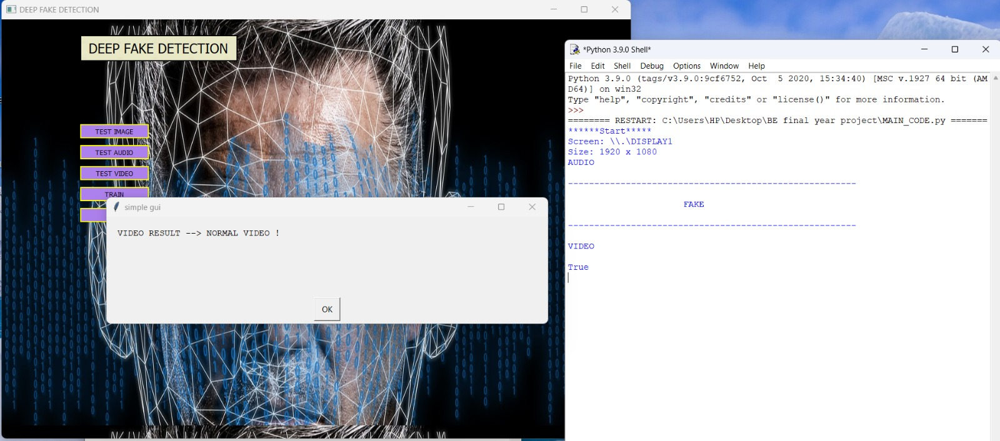 DEEP FAKE DETECTION
DEEP FAKE DETECTION
TEST IMAGE
TEST AUDIO
TEST VIDEO
TRAIN
simple gui
VIDEO RESULT --> NORMAL VIDEO !
OK
*Python 3.9.0 Shell*
File Edit Shell Debug Options Window Help
Python 3.9.0 (tags/v3.9.0:9cf6752, Oct  5 2020, 15:34:40) [MSC v.1927 64 bit (AM
D64)] on win32
Type "help", "copyright", "credits" or "license()" for more information.
>>>
======== RESTART: C:\Users\HP\Desktop\BE final year project\MAIN_CODE.py =======
******Start*****
Screen: \\.\DISPLAY1
Size: 1920 x 1080
AUDIO
-------------------------------------------------------
FAKE
-------------------------------------------------------
VIDEO
True